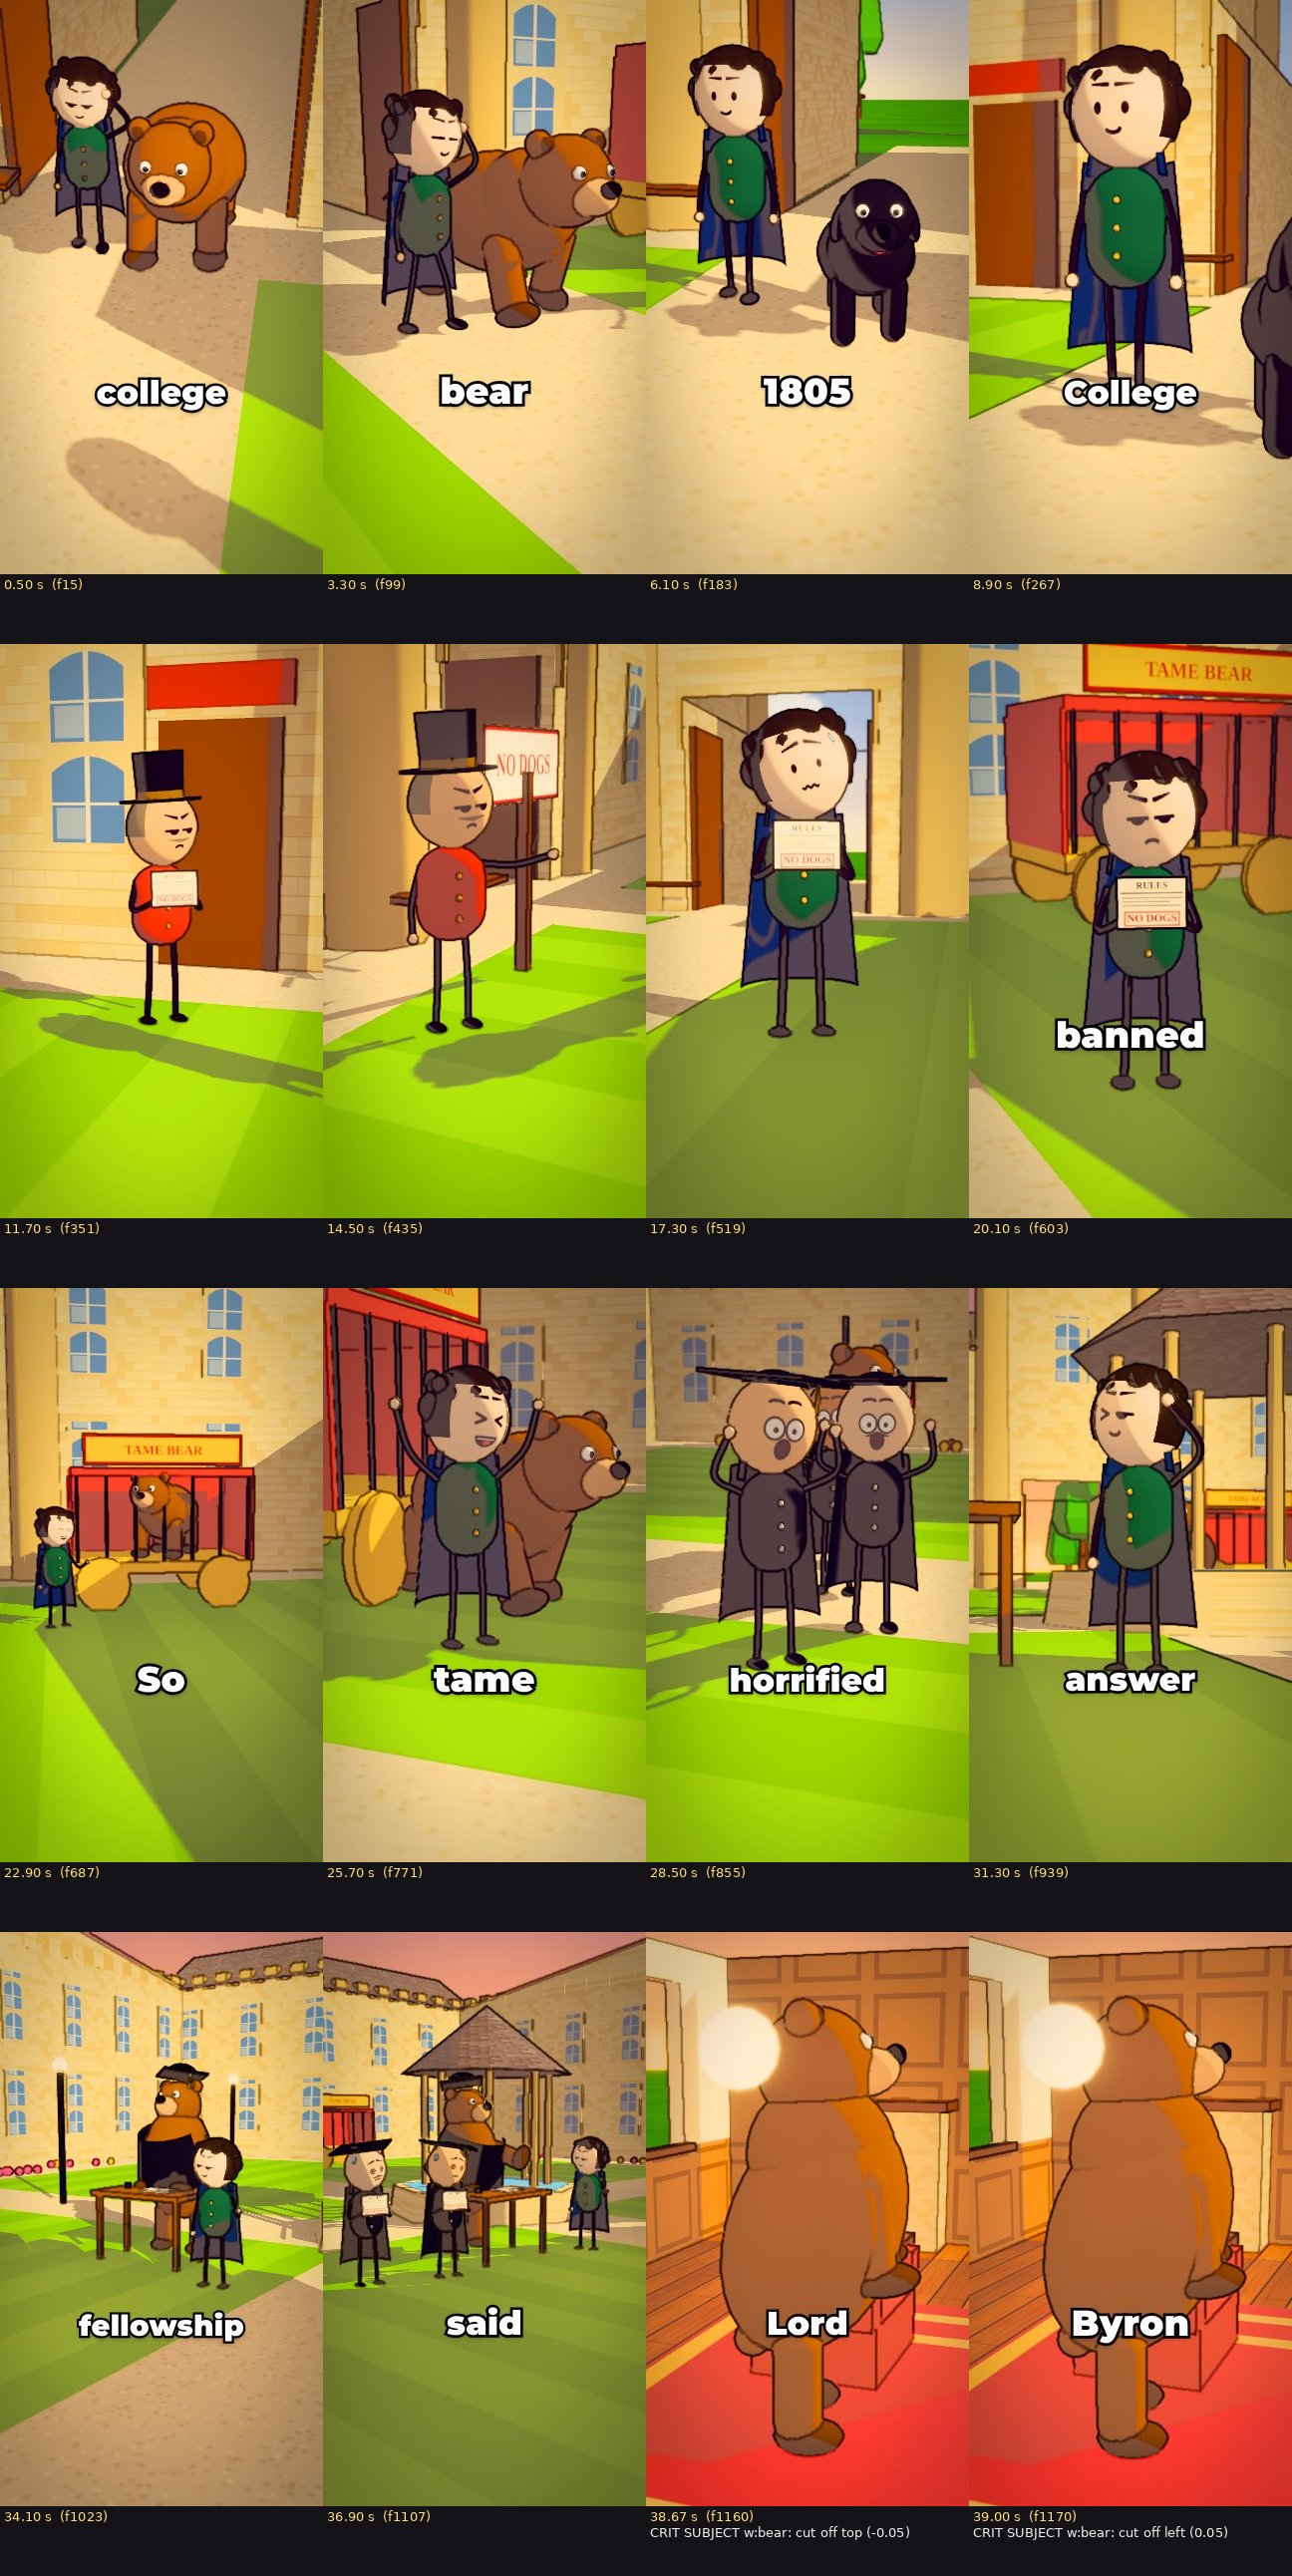 college
bear
1805
College
0.50 s (f15)
3.30 s (f99)
6.10 s (f183)
8.90 s (f267)
NO DOGS
NO DOGS
RULES
NO DOGS
TAME BEAR
RULES
NO DOGS
banned
11.70 s (f351)
14.50 s (f435)
17.30 s (f519)
20.10 s (f603)
TAME BEAR
So
tame
horrified
answer
22.90 s (f687)
25.70 s (f771)
28.50 s (f855)
31.30 s (f939)
fellowship
said
Lord
Byron
34.10 s (f1023)
36.90 s (f1107)
38.67 s (f1160)
CRIT SUBJECT w:bear: cut off top (-0.05)
39.00 s (f1170)
CRIT SUBJECT w:bear: cut off left (0.05)